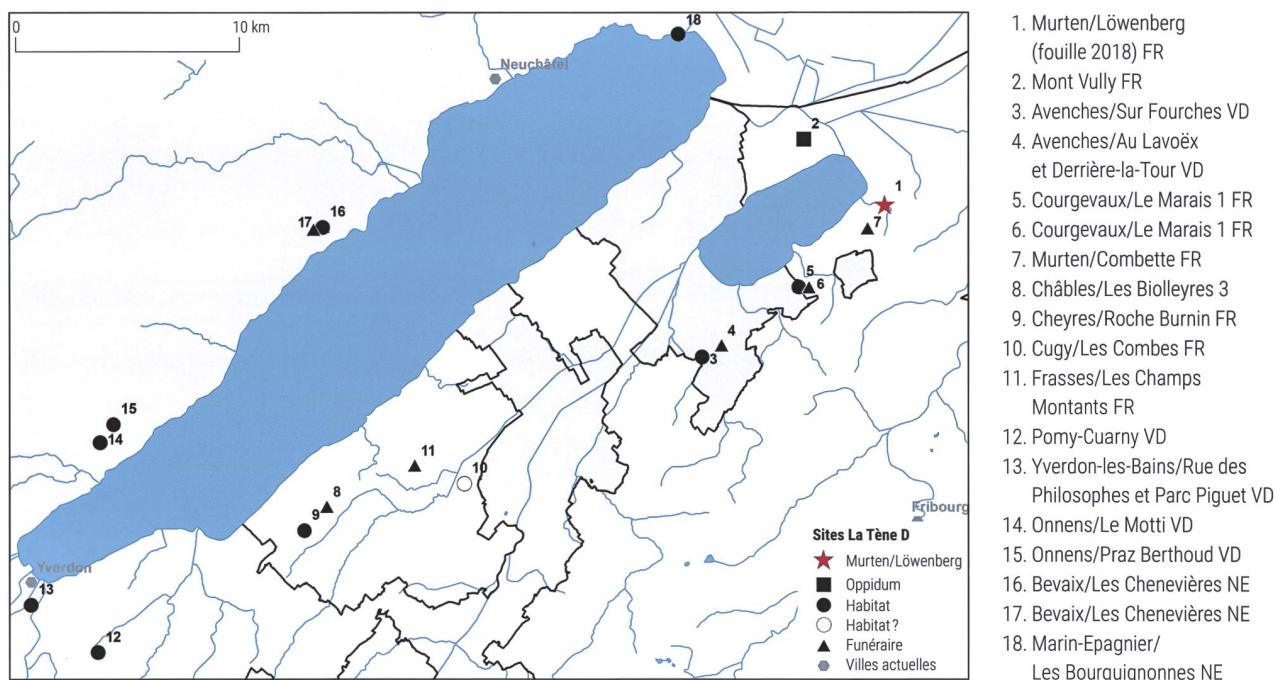 0 10 km
18
Neuchâtel
2
1
16
17
7
5
6
4
3
15
14
11
10
8
9
Fribourg
Yverdon
13
12
Sites La Tène D
Murten/Löwenberg
Oppidum
Habitat
Habitat ?
Funéraire
Villes actuelles
1. Murten/Löwenberg
(fouille 2018) FR
2. Mont Vully FR
3. Avenches/Sur Fourches VD
4. Avenches/Au Lavoëx
et Derrière-la-Tour VD
5. Courgevaux/Le Marais 1 FR
6. Courgevaux/Le Marais 1 FR
7. Murten/Combette FR
8. Châbles/Les Biolleyres 3
9. Cheyres/Roche Burnin FR
10. Cugy/Les Combes FR
11. Frasses/Les Champs
Montants FR
12. Pomy-Cuarny VD
13. Yverdon-les-Bains/Rue des
Philosophes et Parc Piguet VD
14. Onnens/Le Motti VD
15. Onnens/Praz Berthoud VD
16. Bevaix/Les Chenevières NE
17. Bevaix/Les Chenevières NE
18. Marin-Epagnier/
Les Bourguignonnes NE